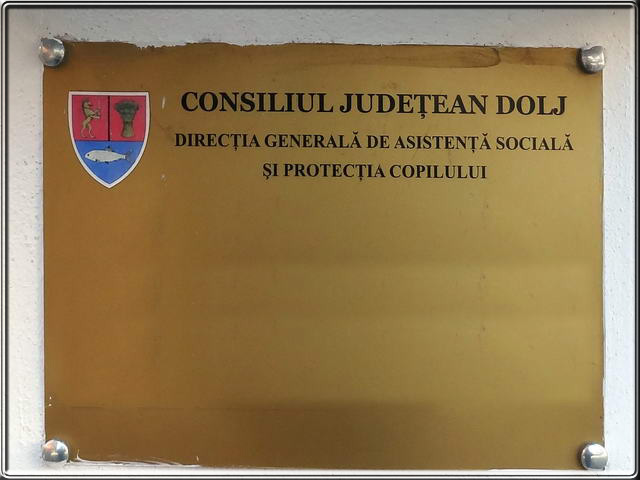 CONSILIUL JUDEȚEAN DOLJ
DIRECȚIA GENERALĂ DE ASISTENȚĂ SOCIALĂ
ȘI PROTECȚIA COPILULUI